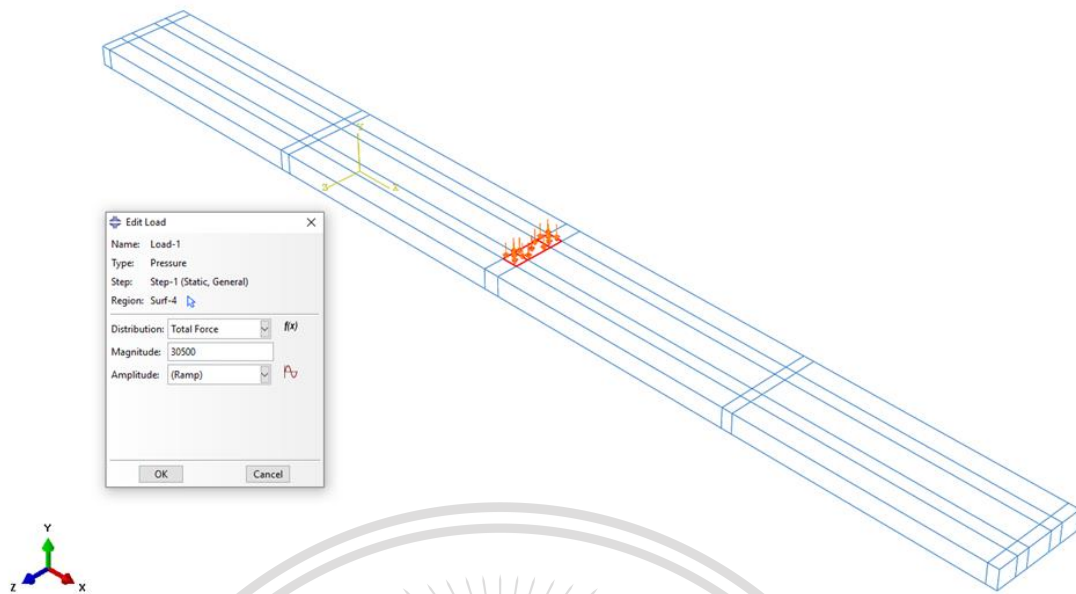 Edit Load
Name: Load-1
Type: Pressure
Step: Step-1 (Static, General)
Region: Surf-4
Distribution: Total Force f(x)
Magnitude: 30500
Amplitude: (Ramp)
OK Cancel
Y
Z X
Y
Z X